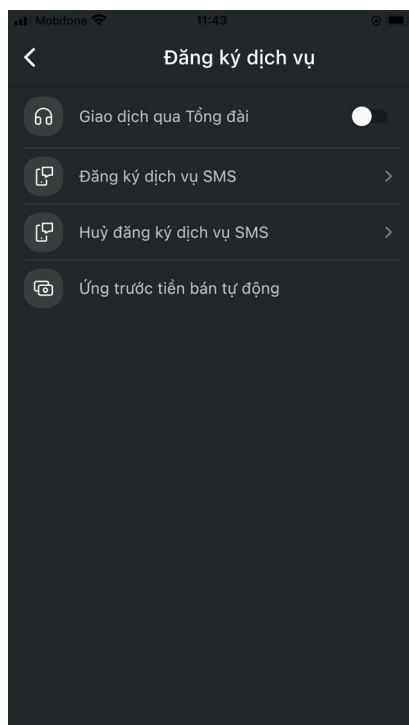 Mobifone 11:43
Đăng ký dịch vụ
Giao dịch qua Tổng đài
Đăng ký dịch vụ SMS
Huỷ đăng ký dịch vụ SMS
Ứng trước tiền bán tự động